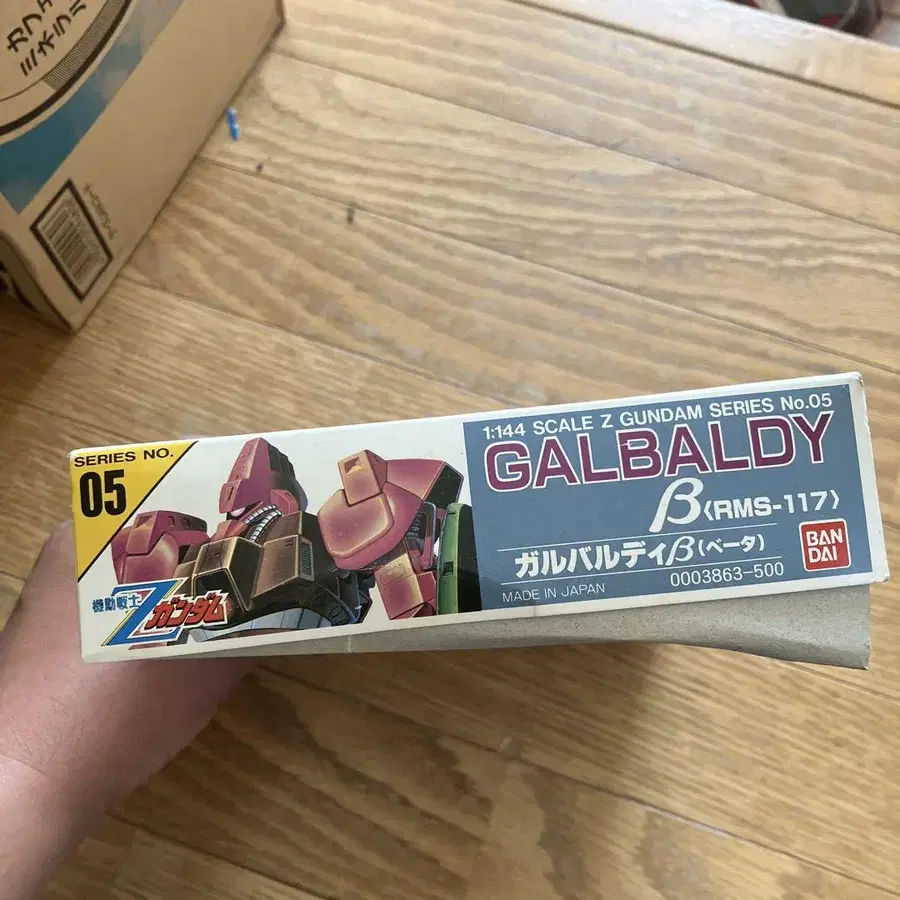 SERIES NO.
05
機動戦士
Z
ガンダム
1:144 SCALE Z GUNDAM SERIES No.05
GALBALDY
β〈RMS-117〉
ガルバルディβ(ベータ)
MADE IN JAPAN
0003863-500
BAN
DAI